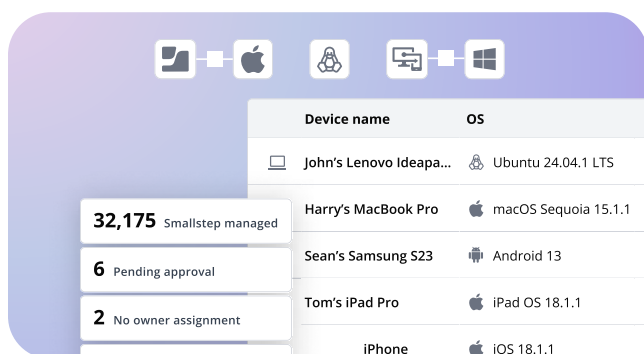 Device name OS
John’s Lenovo Ideapa... Ubuntu 24.04.1 LTS
Harry’s MacBook Pro macOS Sequoia 15.1.1
32,175 Smallstep managed
Sean’s Samsung S23 Android 13
6 Pending approval
Tom’s iPad Pro iPad OS 18.1.1
2 No owner assignment
iPhone iOS 18.1.1